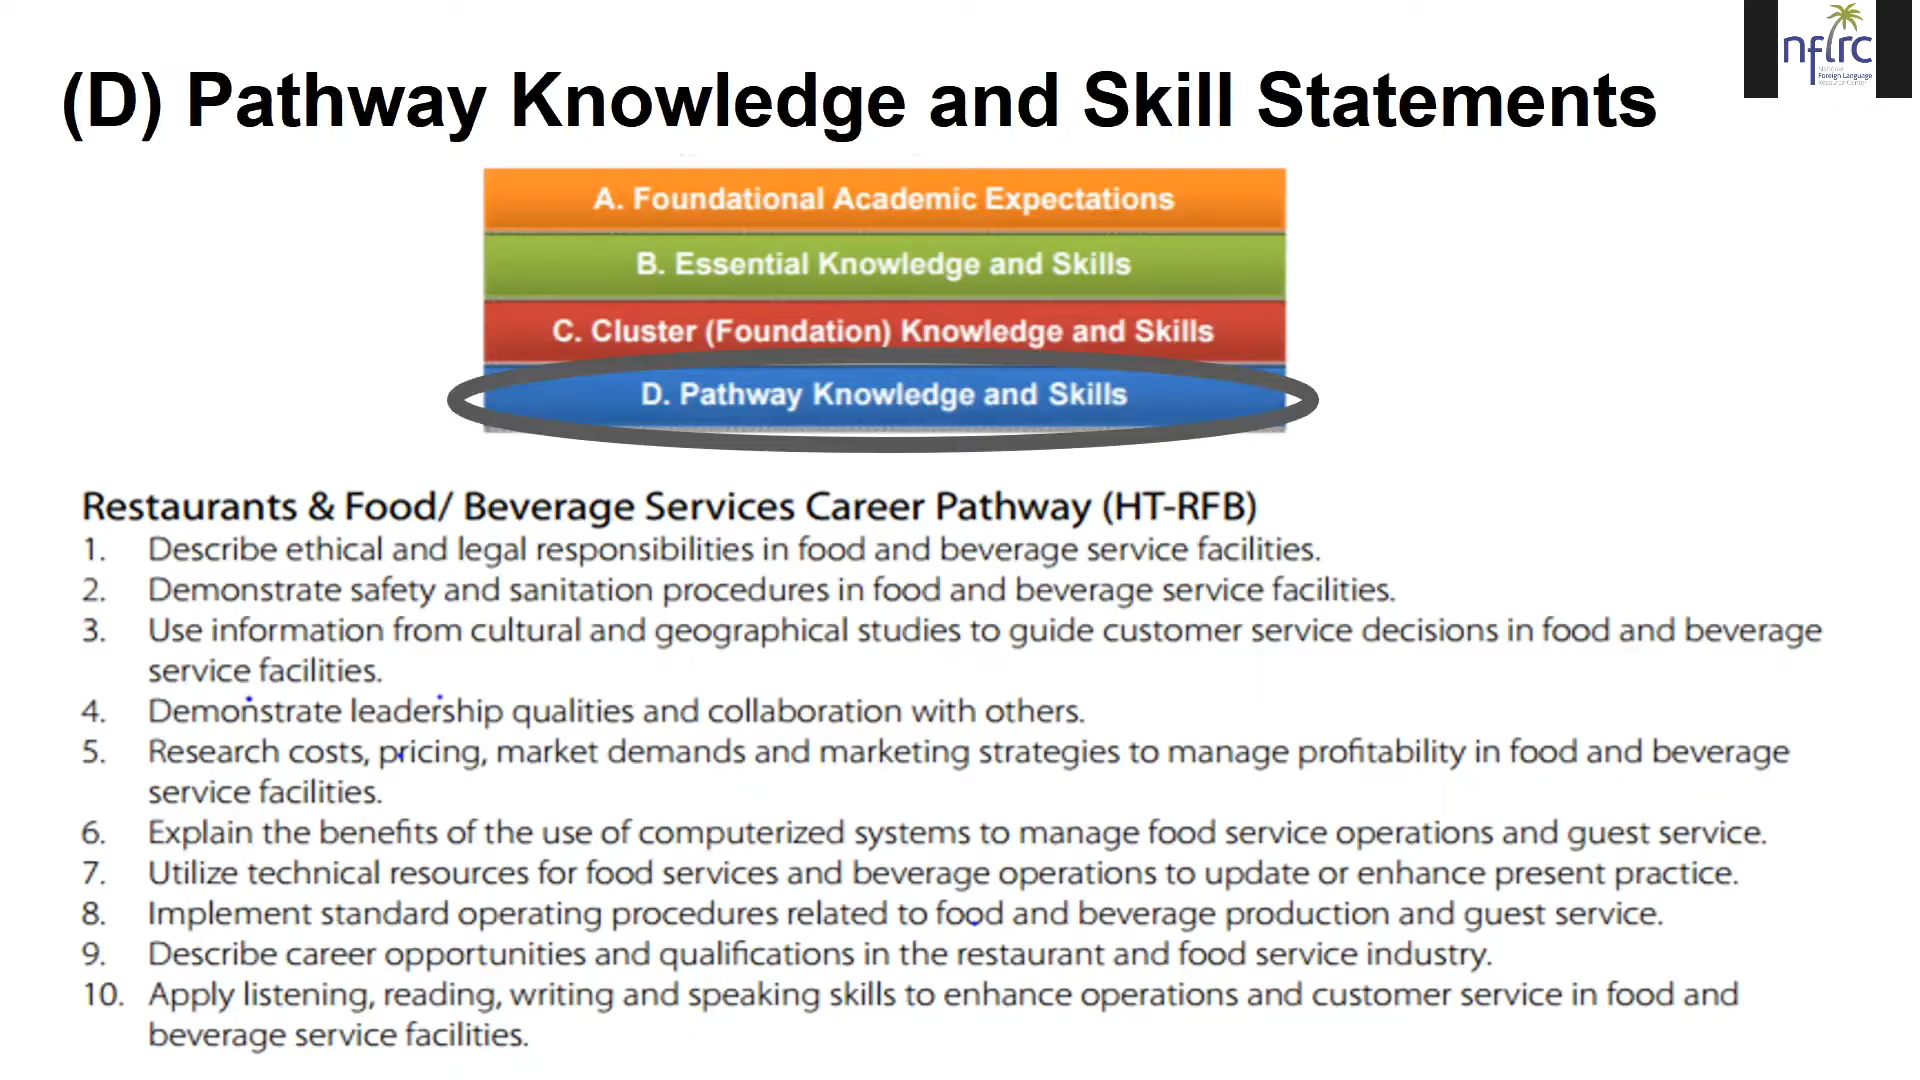 nflrc
National
Foreign Language
Resource Center
(D) Pathway Knowledge and Skill Statements
A. Foundational Academic Expectations
B. Essential Knowledge and Skills
C. Cluster (Foundation) Knowledge and Skills
D. Pathway Knowledge and Skills
Restaurants & Food/ Beverage Services Career Pathway (HT-RFB)
1. Describe ethical and legal responsibilities in food and beverage service facilities.
2. Demonstrate safety and sanitation procedures in food and beverage service facilities.
3. Use information from cultural and geographical studies to guide customer service decisions in food and beverage
service facilities.
4. Demonstrate leadership qualities and collaboration with others.
5. Research costs, pricing, market demands and marketing strategies to manage profitability in food and beverage
service facilities.
6. Explain the benefits of the use of computerized systems to manage food service operations and guest service.
7. Utilize technical resources for food services and beverage operations to update or enhance present practice.
8. Implement standard operating procedures related to food and beverage production and guest service.
9. Describe career opportunities and qualifications in the restaurant and food service industry.
10. Apply listening, reading, writing and speaking skills to enhance operations and customer service in food and
beverage service facilities.